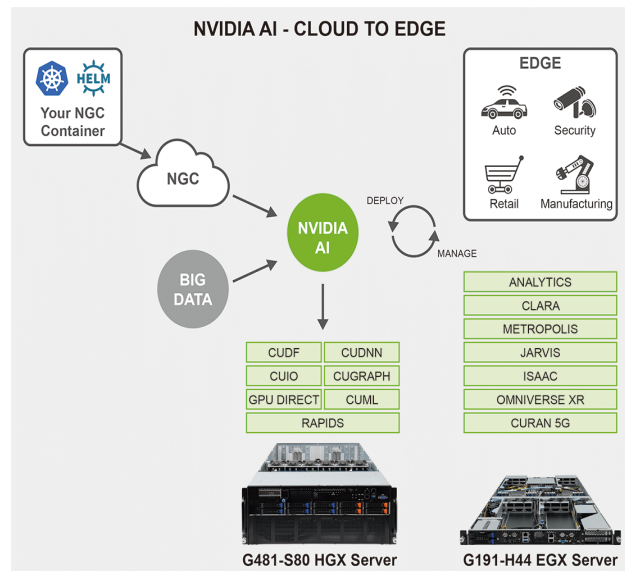 NVIDIA AI - CLOUD TO EDGE
HELM
Your NGC
Container
NGC
BIG
DATA
NVIDIA
AI
DEPLOY
MANAGE
EDGE
Auto
Security
Retail
Manufacturing
CUDF
CUDNN
CUIO
CUGRAPH
GPU DIRECT
CUML
RAPIDS
ANALYTICS
CLARA
METROPOLIS
JARVIS
ISAAC
OMNIVERSE XR
CURAN 5G
G481-S80 HGX Server
G191-H44 EGX Server